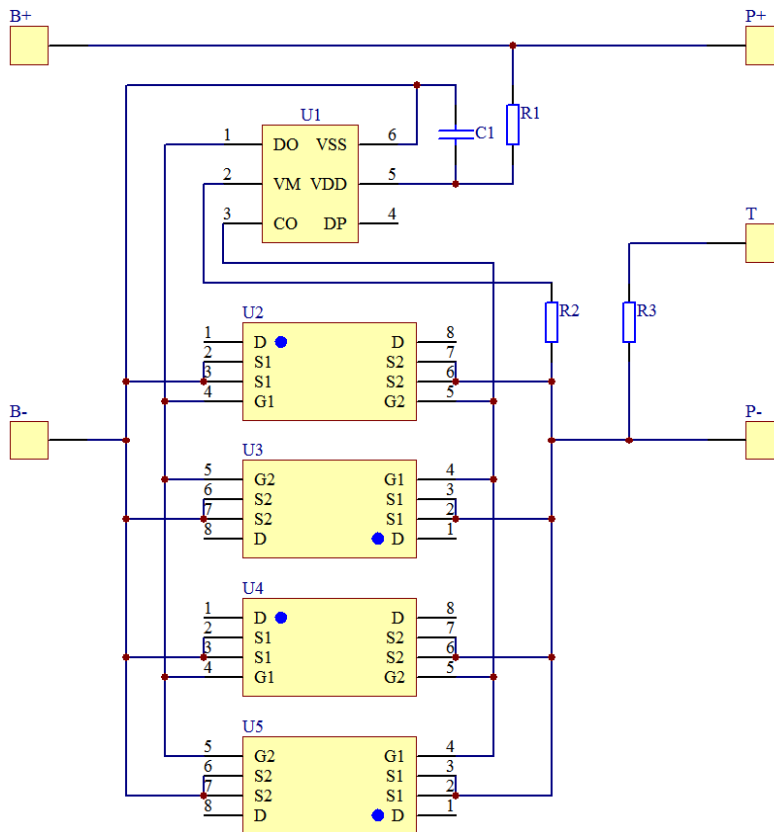 B+ P+
U1 R1
1 DO VSS 6 C1
2 VM VDD 5
3 CO DP 4
T
U2 R2 R3
1 D D 8
2 S1 S2 7
3 S1 S2 6
4 G1 G2 5
B- P-
U3
5 G2 G1 4
6 S2 S1 3
7 S2 S1 2
8 D D 1
U4
1 D D 8
2 S1 S2 7
3 S1 S2 6
4 G1 G2 5
U5
5 G2 G1 4
6 S2 S1 3
7 S2 S1 2
8 D D 1